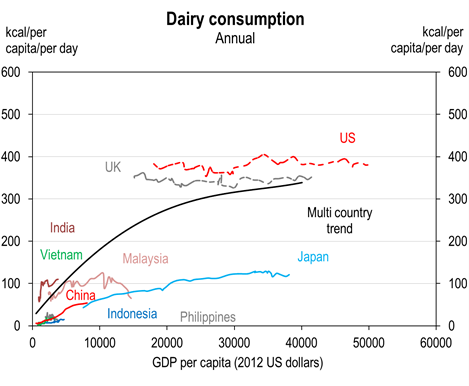 Dairy consumption
Annual
kcal/per
capita/per day
kcal/per
capita/per day
600
600
500
500
US
400
400
UK
300
300
Multi country
trend
India
200
200
Vietnam
Malaysia
Japan
100
100
China
Indonesia
Philippines
0
0
0
10000
20000
30000
40000
50000
60000
GDP per capita (2012 US dollars)